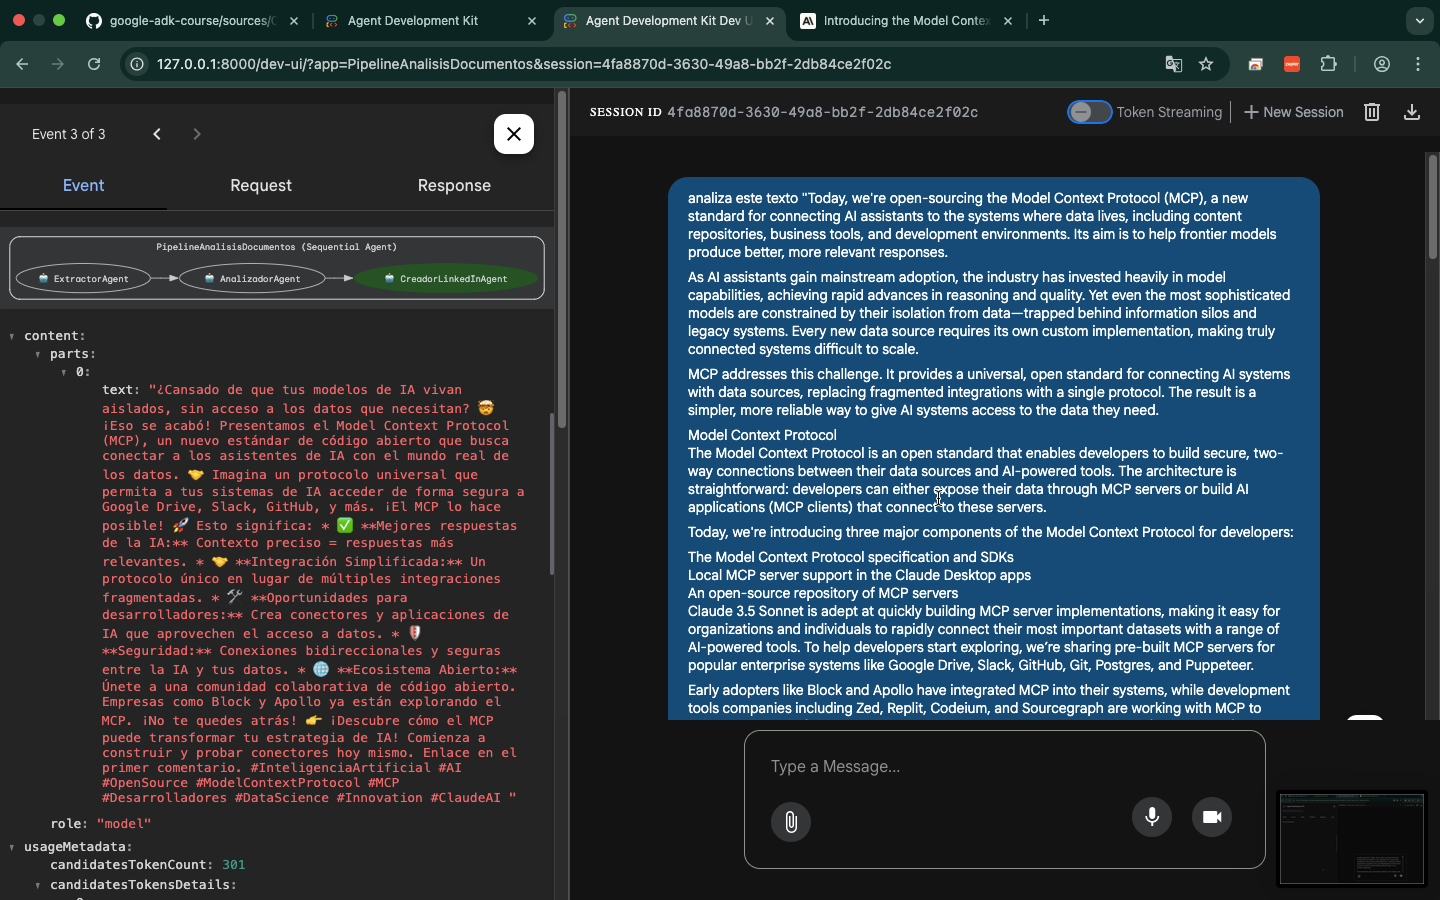 google-adk-course/sources/
Agent Development Kit
Agent Development Kit Dev U
Introducing the Model Contex
127.0.0.1:8000/dev-ui/?app=PipelineAnalisisDocumentos&session=4fa8870d-3630-49a8-bb2f-2db84ce2f02c
Event 3 of 3
Event Request Response
PipelineAnalisisDocumentos (Sequential Agent)
ExtractorAgent AnalizadorAgent CreadorLinkedInAgent
content:
parts:
0:
text: "¿Cansado de que tus modelos de IA vivan
aislados, sin acceso a los datos que necesitan? 🤯
¡Eso se acabó! Presentamos el Model Context Protocol
(MCP), un nuevo estándar de código abierto que busca
conectar a los asistentes de IA con el mundo real de
los datos. 🤝 Imagina un protocolo universal que
permita a tus sistemas de IA acceder de forma segura a
Google Drive, Slack, GitHub, y más. ¡El MCP lo hace
posible! 🚀 Esto significa: * ✅ **Mejores respuestas
de la IA:** Contexto preciso = respuestas más
relevantes. * 🤝 **Integración Simplificada:** Un
protocolo único en lugar de múltiples integraciones
fragmentadas. * 🛠️ **Oportunidades para
desarrolladores:** Crea conectores y aplicaciones de
IA que aprovechen el acceso a datos. * 🛡️
**Seguridad:** Conexiones bidireccionales y seguras
entre la IA y tus datos. * 🌐 **Ecosistema Abierto:**
Únete a una comunidad colaborativa de código abierto.
Empresas como Block y Apollo ya están explorando el
MCP. ¡No te quedes atrás! 👉 ¡Descubre cómo el MCP
puede transformar tu estrategia de IA! Comienza a
construir y probar conectores hoy mismo. Enlace en el
primer comentario. #InteligenciaArtificial #AI
#OpenSource #ModelContextProtocol #MCP
#Desarrolladores #DataScience #Innovation #ClaudeAI "
role: "model"
usageMetadata:
candidatesTokenCount: 301
candidatesTokensDetails:
SESSION ID 4fa8870d-3630-49a8-bb2f-2db84ce2f02c
Token Streaming
New Session
analiza este texto "Today, we're open-sourcing the Model Context Protocol (MCP), a new
standard for connecting AI assistants to the systems where data lives, including content
repositories, business tools, and development environments. Its aim is to help frontier models
produce better, more relevant responses.
As AI assistants gain mainstream adoption, the industry has invested heavily in model
capabilities, achieving rapid advances in reasoning and quality. Yet even the most sophisticated
models are constrained by their isolation from data—trapped behind information silos and
legacy systems. Every new data source requires its own custom implementation, making truly
connected systems difficult to scale.
MCP addresses this challenge. It provides a universal, open standard for connecting AI systems
with data sources, replacing fragmented integrations with a single protocol. The result is a
simpler, more reliable way to give AI systems access to the data they need.
Model Context Protocol
The Model Context Protocol is an open standard that enables developers to build secure, two-
way connections between their data sources and AI-powered tools. The architecture is
straightforward: developers can either expose their data through MCP servers or build AI
applications (MCP clients) that connect to these servers.
Today, we're introducing three major components of the Model Context Protocol for developers:
The Model Context Protocol specification and SDKs
Local MCP server support in the Claude Desktop apps
An open-source repository of MCP servers
Claude 3.5 Sonnet is adept at quickly building MCP server implementations, making it easy for
organizations and individuals to rapidly connect their most important datasets with a range of
AI-powered tools. To help developers start exploring, we're sharing pre-built MCP servers for
popular enterprise systems like Google Drive, Slack, GitHub, Git, Postgres, and Puppeteer.
Early adopters like Block and Apollo have integrated MCP into their systems, while development
tools companies including Zed, Replit, Codeium, and Sourcegraph are working with MCP to
Type a Message...